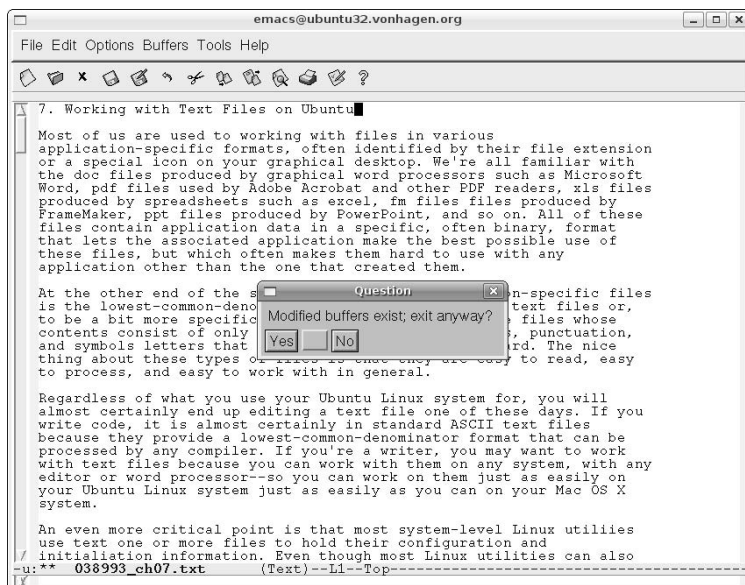 emacs@ubuntu32.vonhagen.org
File Edit Options Buffers Tools Help
7. Working with Text Files on Ubuntu
Most of us are used to working with files in various
application-specific formats, often identified by their file extension
or a special icon on your graphical desktop. We're all familiar with
the doc files produced by graphical word processors such as Microsoft
Word, pdf files used by Adobe Acrobat and other PDF readers, xls files
produced by spreadsheets such as excel, fm files files produced by
FrameMaker, ppt files produced by PowerPoint, and so on. All of these
files contain application data in a specific, often binary, format
that lets the associated application make the best possible use of
these files, but which often makes them hard to use with any
application other than the one that created them.
At the other end of the s n-specific files
is the lowest-common-deno text files or,
to be a bit more specific files whose
contents consist of only , punctuation,
and symbols letters that rd. The nice
thing about these types of files is that they are easy to read, easy
to process, and easy to work with in general.
Question
Modified buffers exist; exit anyway?
Yes No
Regardless of what you use your Ubuntu Linux system for, you will
almost certainly end up editing a text file one of these days. If you
write code, it is almost certainly in standard ASCII text files
because they provide a lowest-common-denominator format that can be
processed by any compiler. If you're a writer, you may want to work
with text files because you can work with them on any system, with any
editor or word processor--so you can work on them just as easily on
your Ubuntu Linux system just as easily as you can on your Mac OS X
system.
An even more critical point is that most system-level Linux utiliies
use text one or more files to hold their configuration and
initialiation information. Even though most Linux utilities can also
-u:** 038993_ch07.txt (Text)--L1--Top----------------------------------------